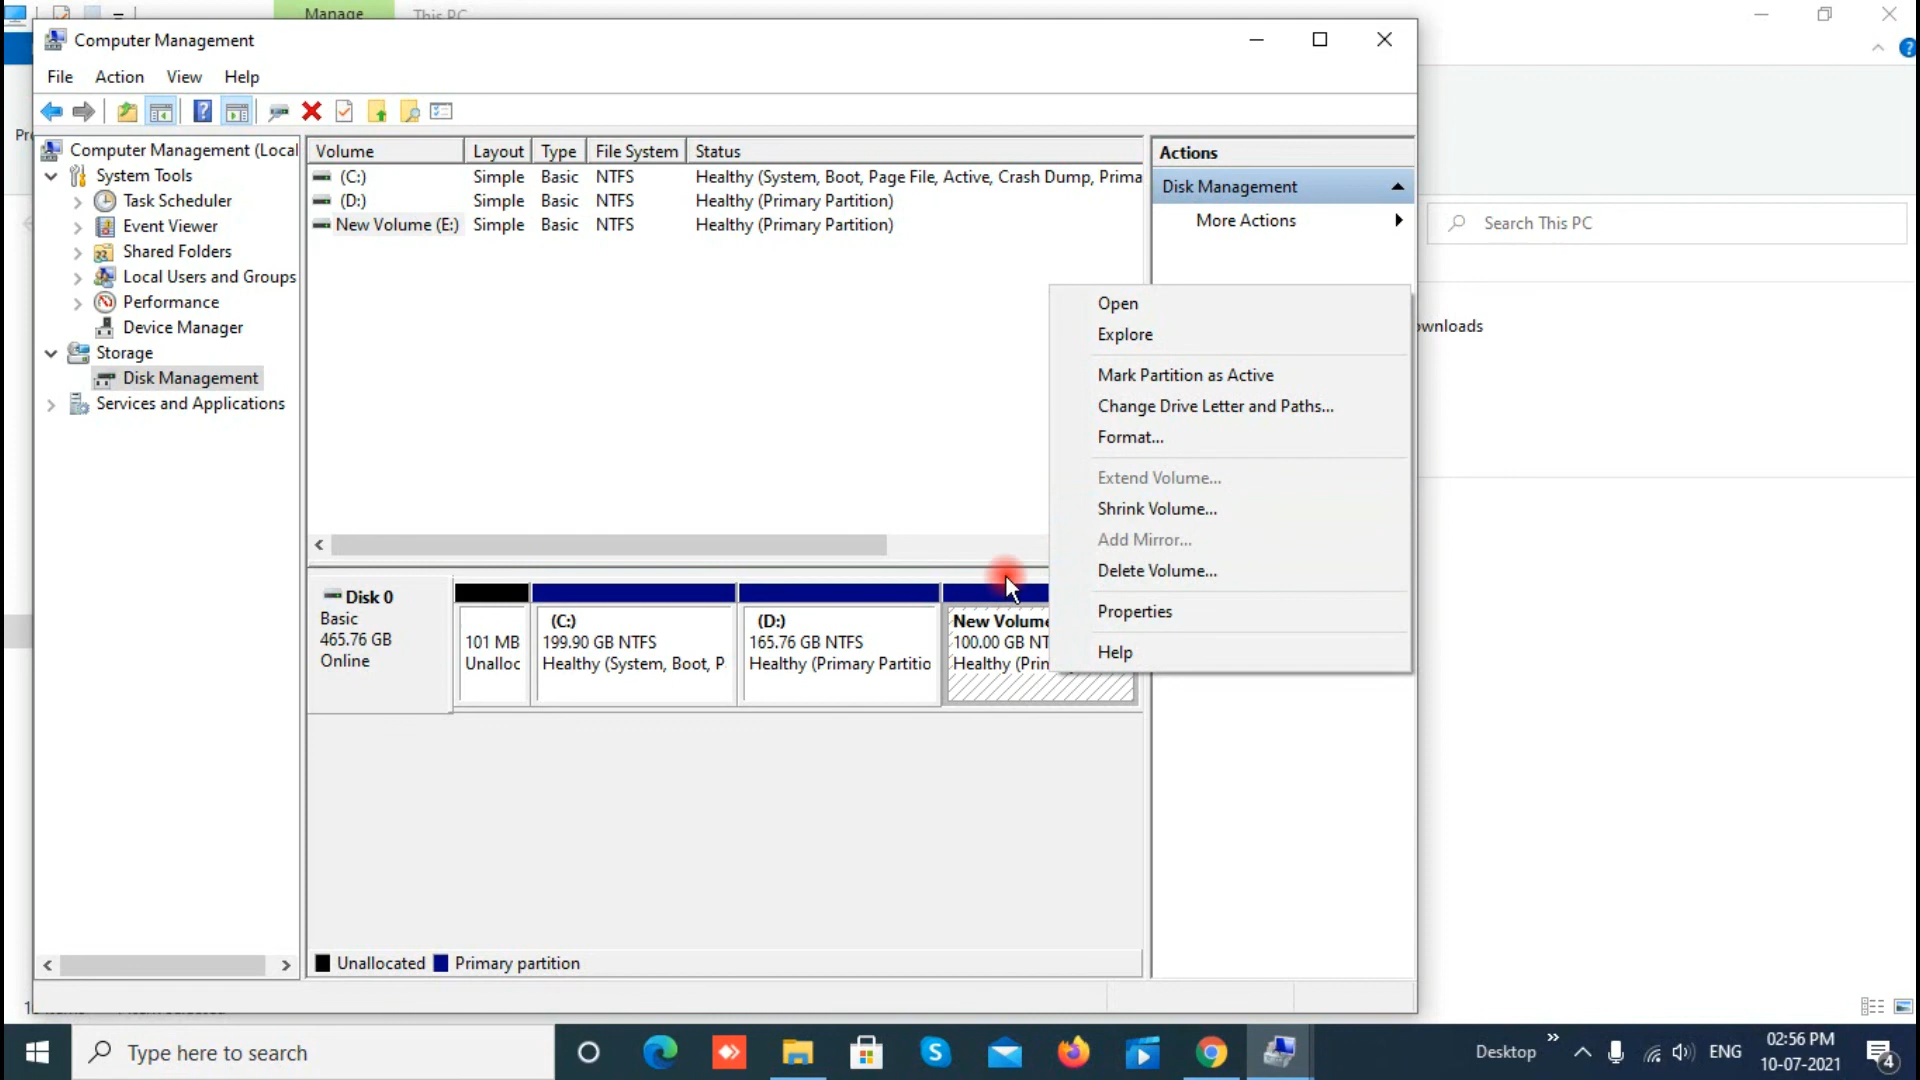 Manage
This PC
Computer Management
File Action View Help
Computer Management (Local
System Tools
Task Scheduler
Event Viewer
Shared Folders
Local Users and Groups
Performance
Device Manager
Storage
Disk Management
Services and Applications
Volume Layout Type File System Status
(C:) Simple Basic NTFS Healthy (System, Boot, Page File, Active, Crash Dump, Prima
(D:) Simple Basic NTFS Healthy (Primary Partition)
New Volume (E:) Simple Basic NTFS Healthy (Primary Partition)
Actions
Disk Management
More Actions
Search This PC
ownloads
Open
Explore
Mark Partition as Active
Change Drive Letter and Paths...
Format...
Extend Volume...
Shrink Volume...
Add Mirror...
Delete Volume...
Properties
Help
Disk 0
Basic
465.76 GB
Online
101 MB
Unalloc
(C:)
199.90 GB NTFS
Healthy (System, Boot, P
(D:)
165.76 GB NTFS
Healthy (Primary Partitio
New Volume
100.00 GB NT
Healthy (Prin
Unallocated Primary partition
Type here to search
Desktop
ENG
02:56 PM
10-07-2021
4